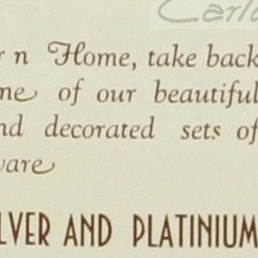 Carlo
r n Home, take back
ne of our beautiful
nd decorated sets of
ware
LVER AND PLATINIUM